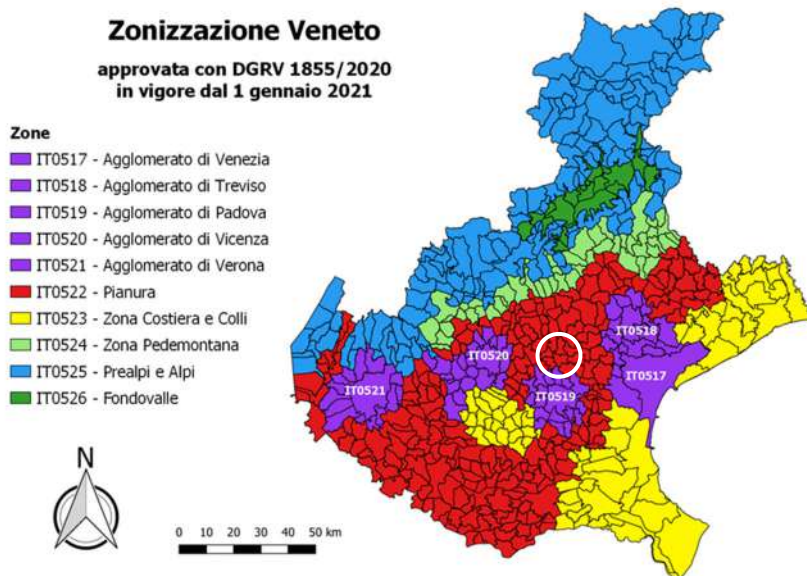 Zonizzazione Veneto
approvata con DGRV 1855/2020
in vigore dal 1 gennaio 2021
Zone
IT0517 - Agglomerato di Venezia
IT0518 - Agglomerato di Treviso
IT0519 - Agglomerato di Padova
IT0520 - Agglomerato di Vicenza
IT0521 - Agglomerato di Verona
IT0522 - Pianura
IT0523 - Zona Costiera e Colli
IT0524 - Zona Pedemontana
IT0525 - Prealpi e Alpi
IT0526 - Fondovalle
IT0518
IT0520
IT0517
IT0521
IT0519
N
0 10 20 30 40 50 km